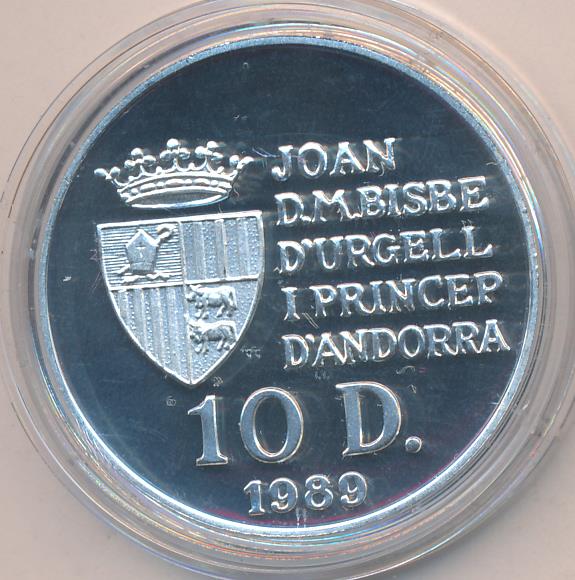 JOAN
D.M.BISBE
D'URGELL
I PRINCEP
D'ANDORRA
10 D.
1989